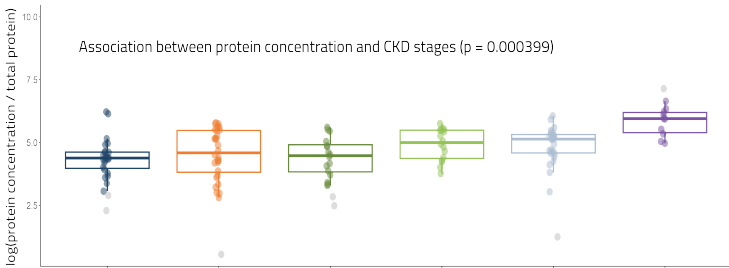 Association between protein concentration and CKD stages (p = 0.000399)
log(protein concentration / total protein)
10.0
7.5
5.0
2.5